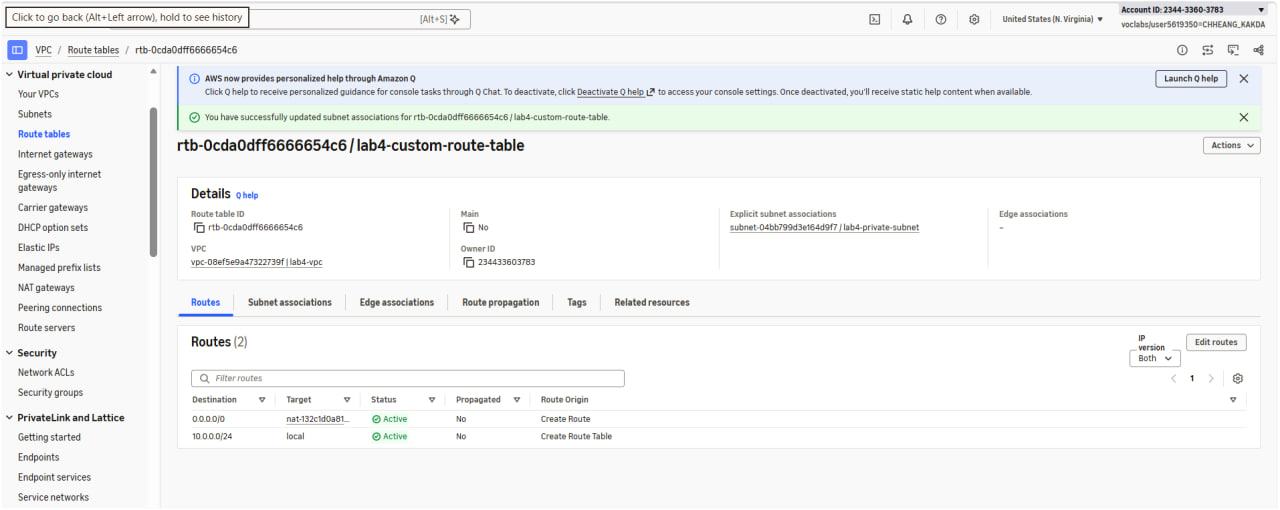 Click to go back (Alt+Left arrow), hold to see history
[Alt+S]
United States (N. Virginia)
Account ID: 2344-3360-3783
voclabs/user5619350=CHHEANG_KAKDA
VPC / Route tables / rtb-0cda0dff6666654c6
Virtual private cloud
Your VPCs
Subnets
Route tables
Internet gateways
Egress-only internet
gateways
Carrier gateways
DHCP option sets
Elastic IPs
Managed prefix lists
NAT gateways
Peering connections
Route servers
Security
Network ACLs
Security groups
PrivateLink and Lattice
Getting started
Endpoints
Endpoint services
Service networks
AWS now provides personalized help through Amazon Q
Click Q help to receive personalized guidance for console tasks through Q Chat. To deactivate, click Deactivate Q help to access your console settings. Once deactivated, you'll receive static help content when available.
Launch Q help
You have successfully updated subnet associations for rtb-0cda0dff6666654c6 / lab4-custom-route-table.
rtb-0cda0dff6666654c6 / lab4-custom-route-table
Actions
Details Q help
Route table ID
rtb-0cda0dff6666654c6
Main
No
Explicit subnet associations
subnet-04bb799d3e164d9f7 / lab4-private-subnet
Edge associations
–
VPC
vpc-08ef5e9a47322739f | lab4-vpc
Owner ID
234433603783
Routes Subnet associations Edge associations Route propagation Tags Related resources
Routes (2)
IP
version
Both
Edit routes
Filter routes
1
Destination Target Status Propagated Route Origin
0.0.0.0/0 nat-132c1d0a81... Active No Create Route
10.0.0.0/24 local Active No Create Route Table